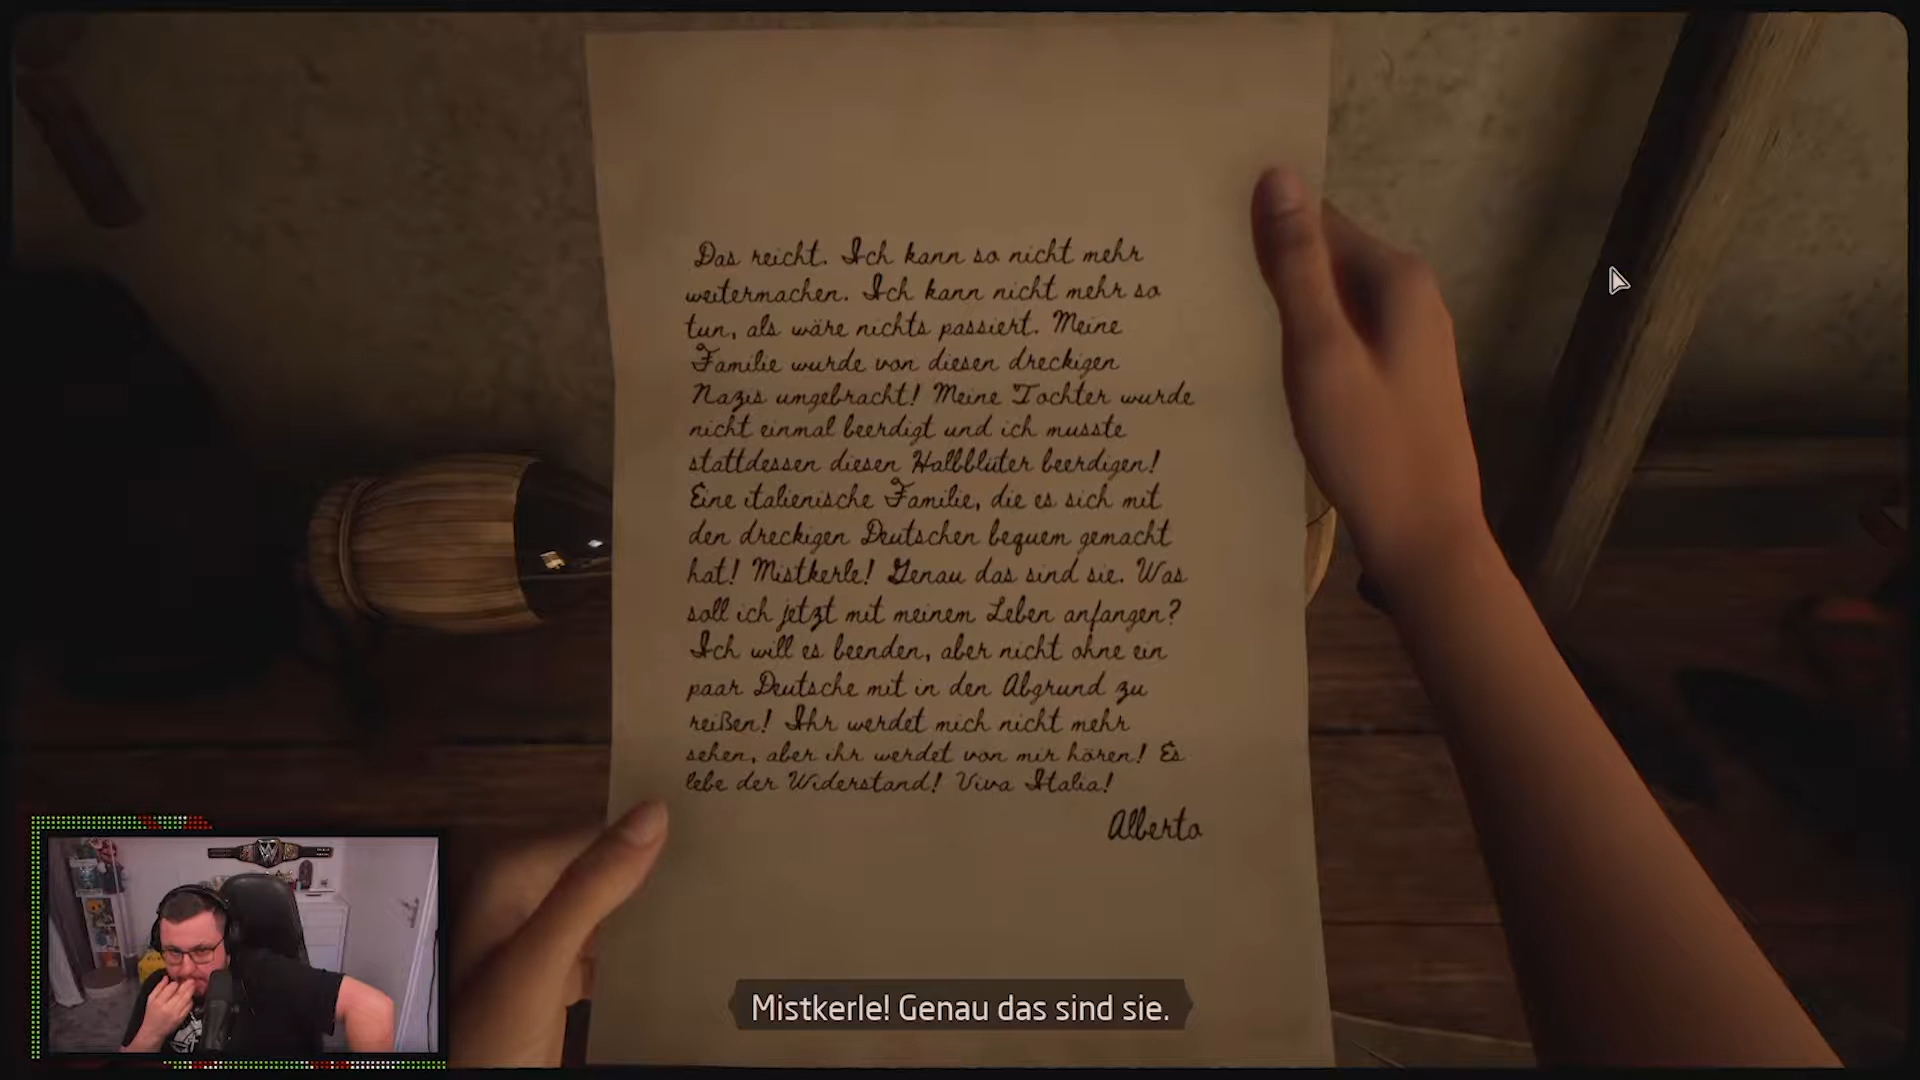 Das reicht. Ich kann so nicht mehr
weitermachen. Ich kann nicht mehr so
tun, als wäre nichts passiert. Meine
Familie wurde von diesen dreckigen
Nazis umgebracht! Meine Tochter wurde
nicht einmal beerdigt und ich musste
stattdessen diesen Halbblüter beerdigen!
Eine italienische Familie, die es sich mit
den dreckigen Deutschen bequem gemacht
hat! Mistkerle! Genau das sind sie. Was
soll ich jetzt mit meinem Leben anfangen?
Ich will es beenden, aber nicht ohne ein
paar Deutsche mit in den Abgrund zu
reißen! Ihr werdet mich nicht mehr
sehen, aber ihr werdet von mir hören! Es
lebe der Widerstand! Viva Italia!
Alberto
Mistkerle! Genau das sind sie.